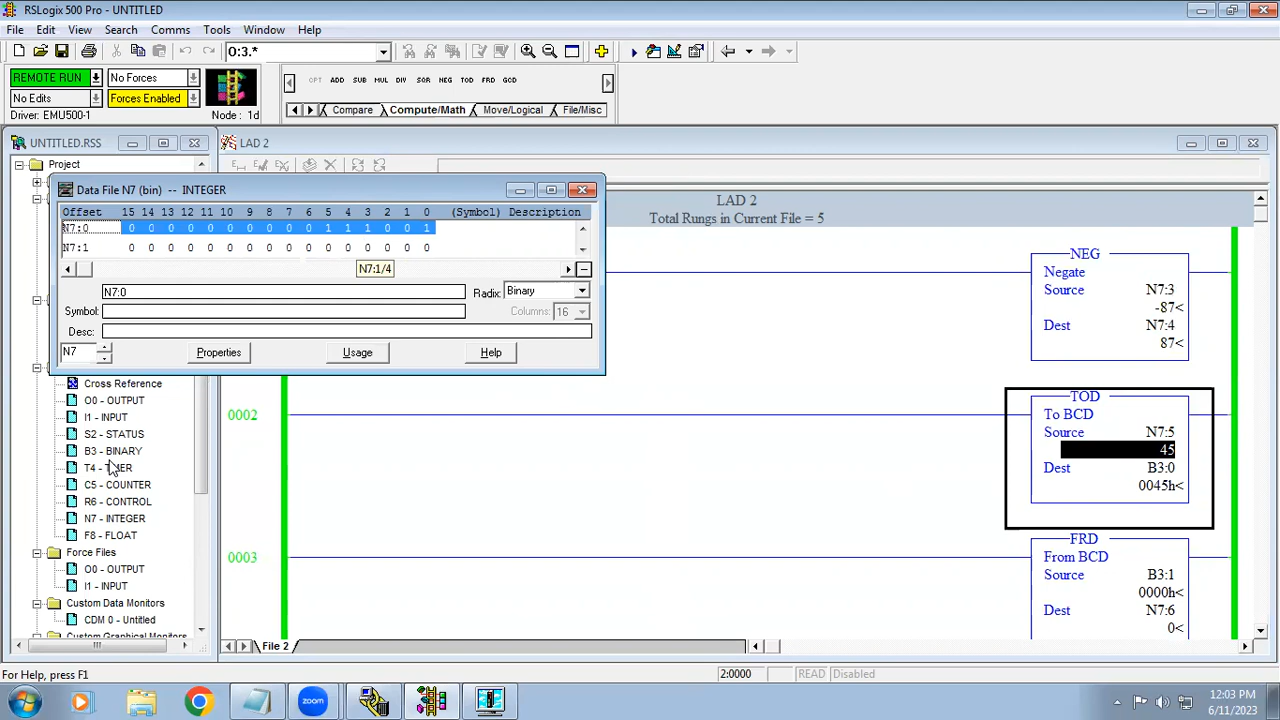 RSLogix 500 Pro - UNTITLED
File Edit View Search Comms Tools Window Help
O:3.*
REMOTE RUN No Forces
No Edits Forces Enabled
Driver: EMU500-1 Node : 1d
OPT ADD SUB MUL DIV SQR NEG TOD FRD GCD
Compare Compute/Math Move/Logical File/Misc
UNTITLED.RSS
LAD 2
Project
Data File N7 (bin) -- INTEGER
Offset 15 14 13 12 11 10 9 8 7 6 5 4 3 2 1 0 (Symbol) Description
N7:0 0 0 0 0 0 0 0 0 0 0 1 1 1 0 0 1
N7:1 0 0 0 0 0 0 0 0 0 0 0 0 0 0 0 0
N7:1/4
N7:0
Radix: Binary
Symbol: Columns: 16
Desc:
N7 Properties Usage Help
Cross Reference
O0 - OUTPUT
I1 - INPUT
S2 - STATUS
B3 - BINARY
T4 - TIMER
C5 - COUNTER
R6 - CONTROL
N7 - INTEGER
F8 - FLOAT
Force Files
O0 - OUTPUT
I1 - INPUT
Custom Data Monitors
CDM 0 - Untitled
Custom Graphical Monitors
LAD 2
Total Rungs in Current File = 5
NEG
Negate
Source N7:3
-87<
Dest N7:4
87<
0002
TOD
To BCD
Source N7:5
45
Dest B3:0
0045h<
0003
FRD
From BCD
Source B3:1
0000h<
Dest N7:6
0<
File 2
For Help, press F1
2:0000 READ Disabled
zoom
12:03 PM
6/11/2023